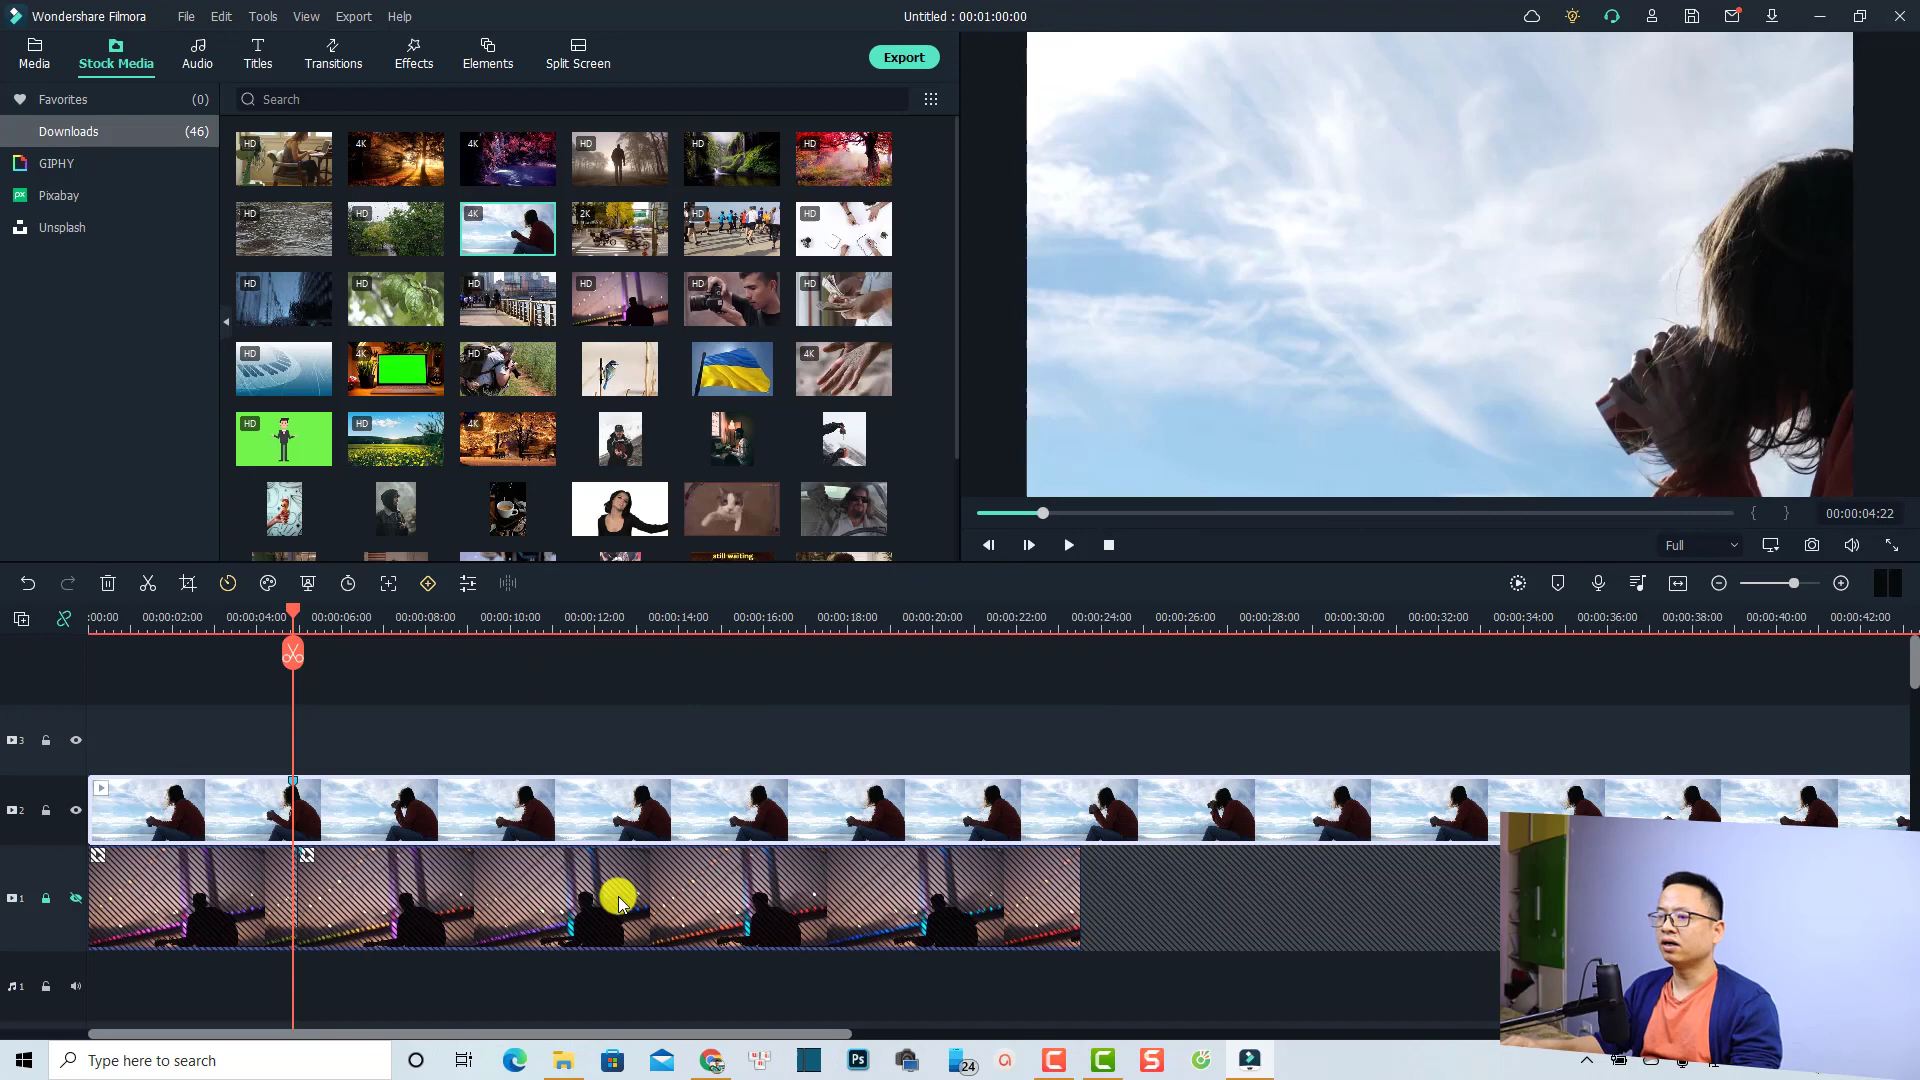 Wondershare Filmora
File Edit Tools View Export Help
Untitled : 00:01:00:00
Media
Stock Media
Audio
Titles
Transitions
Effects
Elements
Split Screen
Export
Favorites (0)
Search
Downloads (46)
GIPHY
px Pixabay
Unsplash
HD 4K 4K HD HD HD
HD HD 4K 2K HD HD
HD HD HD HD HD HD
HD 4K HD 4K
HD HD 4K
still waiting
00:00:04:22
Full
:00:00 00:00:02:00 00:00:04:00 00:00:06:00 00:00:08:00 00:00:10:00 00:00:12:00 00:00:14:00 00:00:16:00 00:00:18:00 00:00:20:00 00:00:22:00 00:00:24:00 00:00:26:00 00:00:28:00 00:00:30:00 00:00:32:00 00:00:34:00 00:00:36:00 00:00:38:00 00:00:40:00 00:00:42:00
3
2
1
1
Type here to search
Ps
24